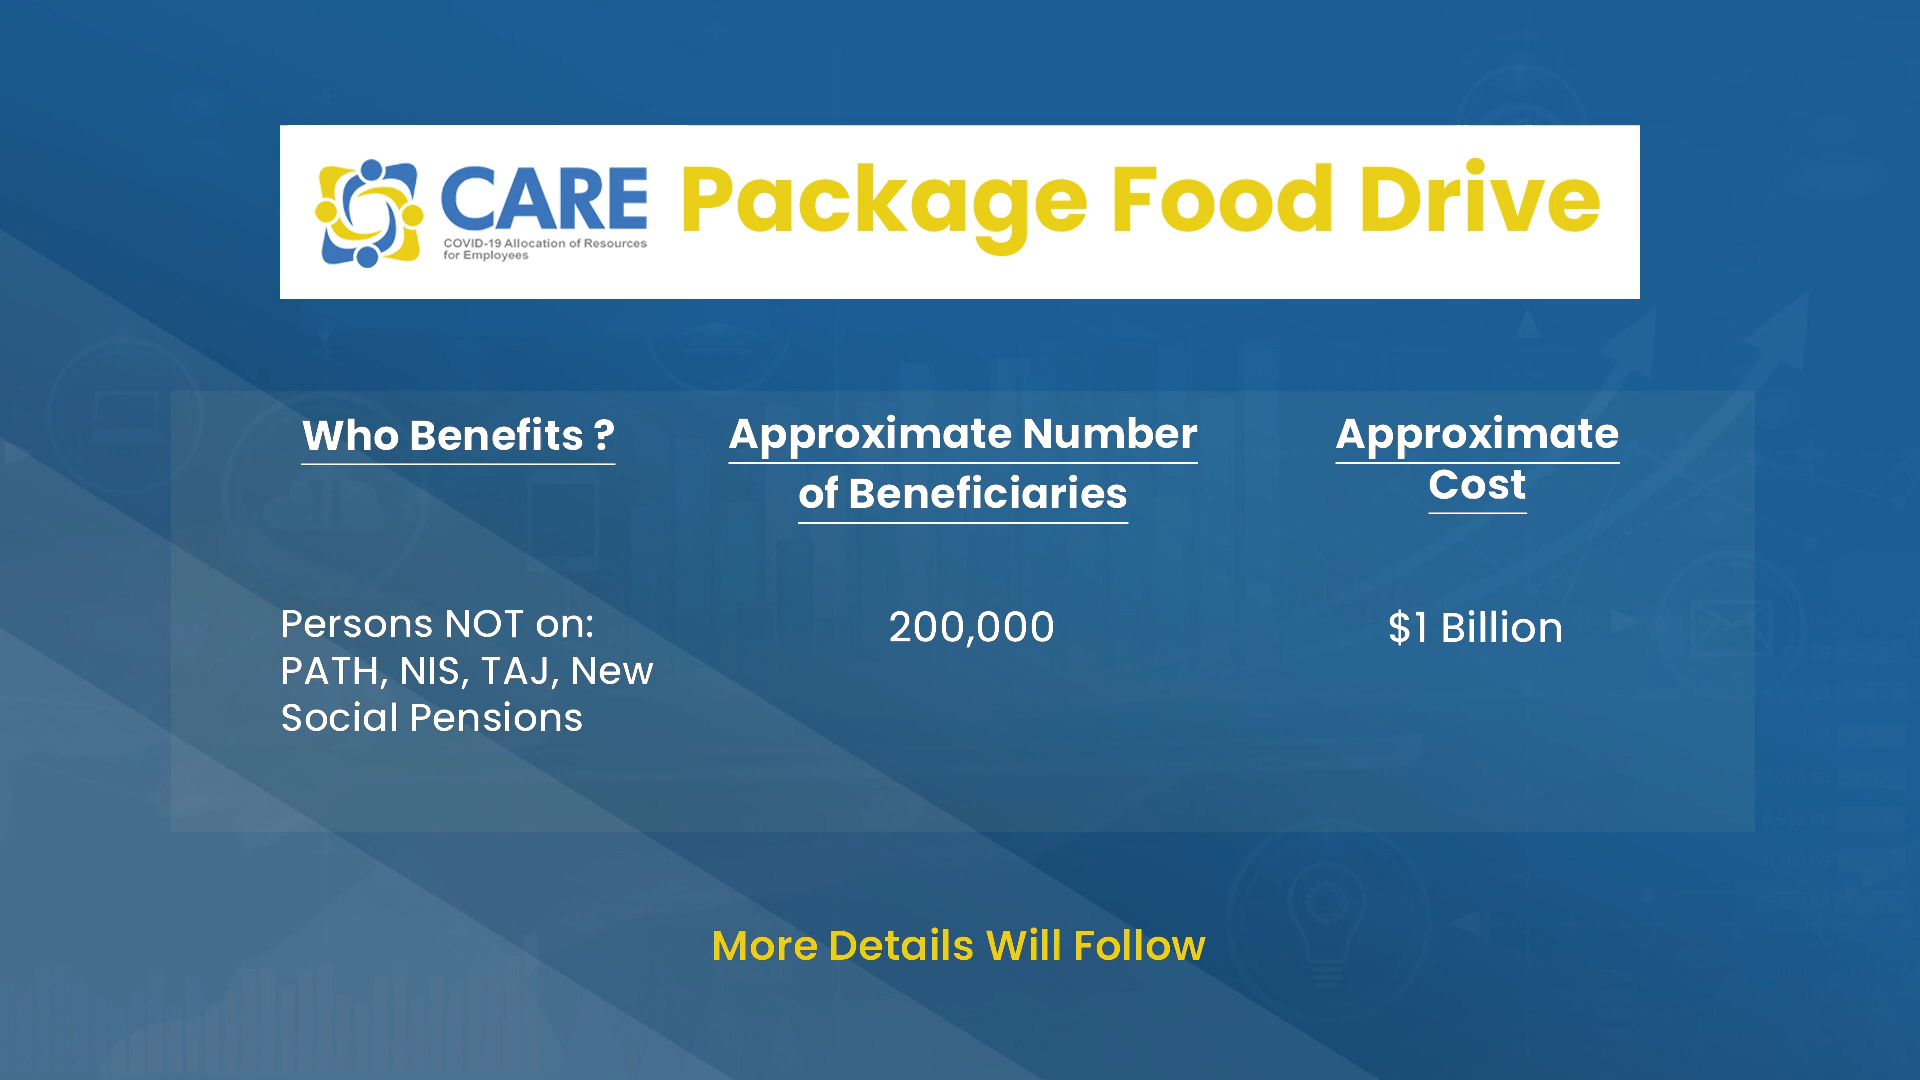 CARE Package Food Drive
COVID-19 Allocation of Resources
for Employees
Who Benefits ?
Persons NOT on:
PATH, NIS, TAJ, New
Social Pensions
Approximate Number
of Beneficiaries
200,000
Approximate
Cost
$1 Billion
More Details Will Follow